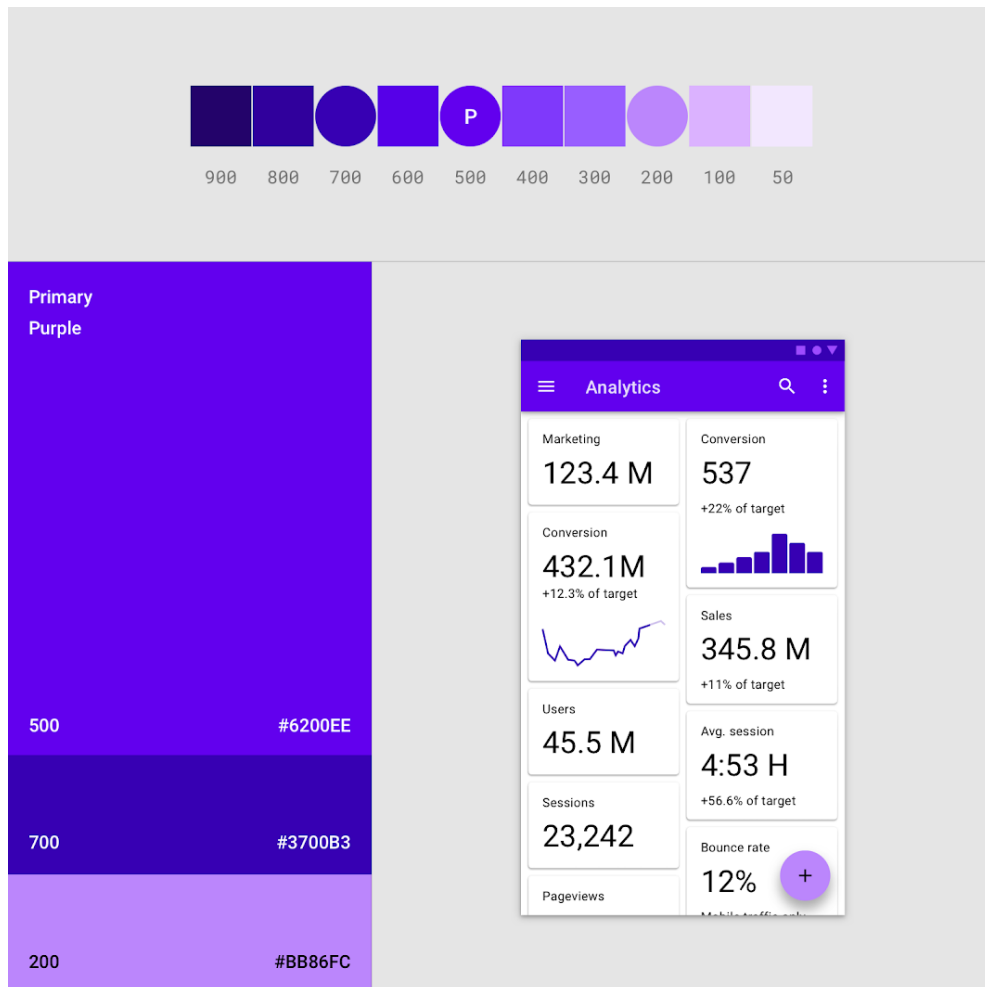 P
900 800 700 600 500 400 300 200 100 50
Primary
Purple
500 #6200EE
700 #3700B3
200 #BB86FC
Analytics
Marketing
123.4 M
Conversion
432.1M
+12.3% of target
Users
45.5 M
Sessions
23,242
Pageviews
Conversion
537
+22% of target
Sales
345.8 M
+11% of target
Avg. session
4:53 H
+56.6% of target
Bounce rate
12%
+
Mobile traffic only